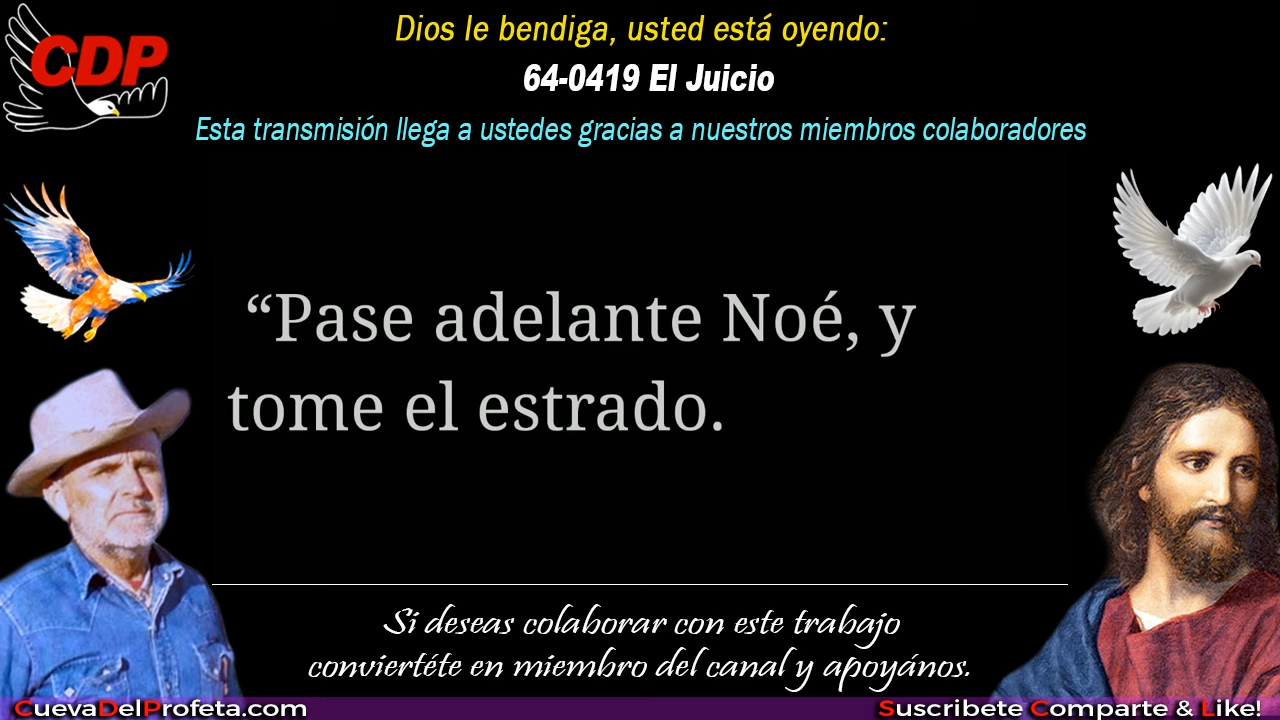 CDP
Dios le bendiga, usted está oyendo:
64-0419 El Juicio
Esta transmisión llega a ustedes gracias a nuestros miembros colaboradores
“Pase adelante Noé, y
tome el estrado.
Si deseas colaborar con este trabajo
conviertéte en miembro del canal y apoyános.
CuevaDelProfeta.com
Suscribete Comparte & Like!